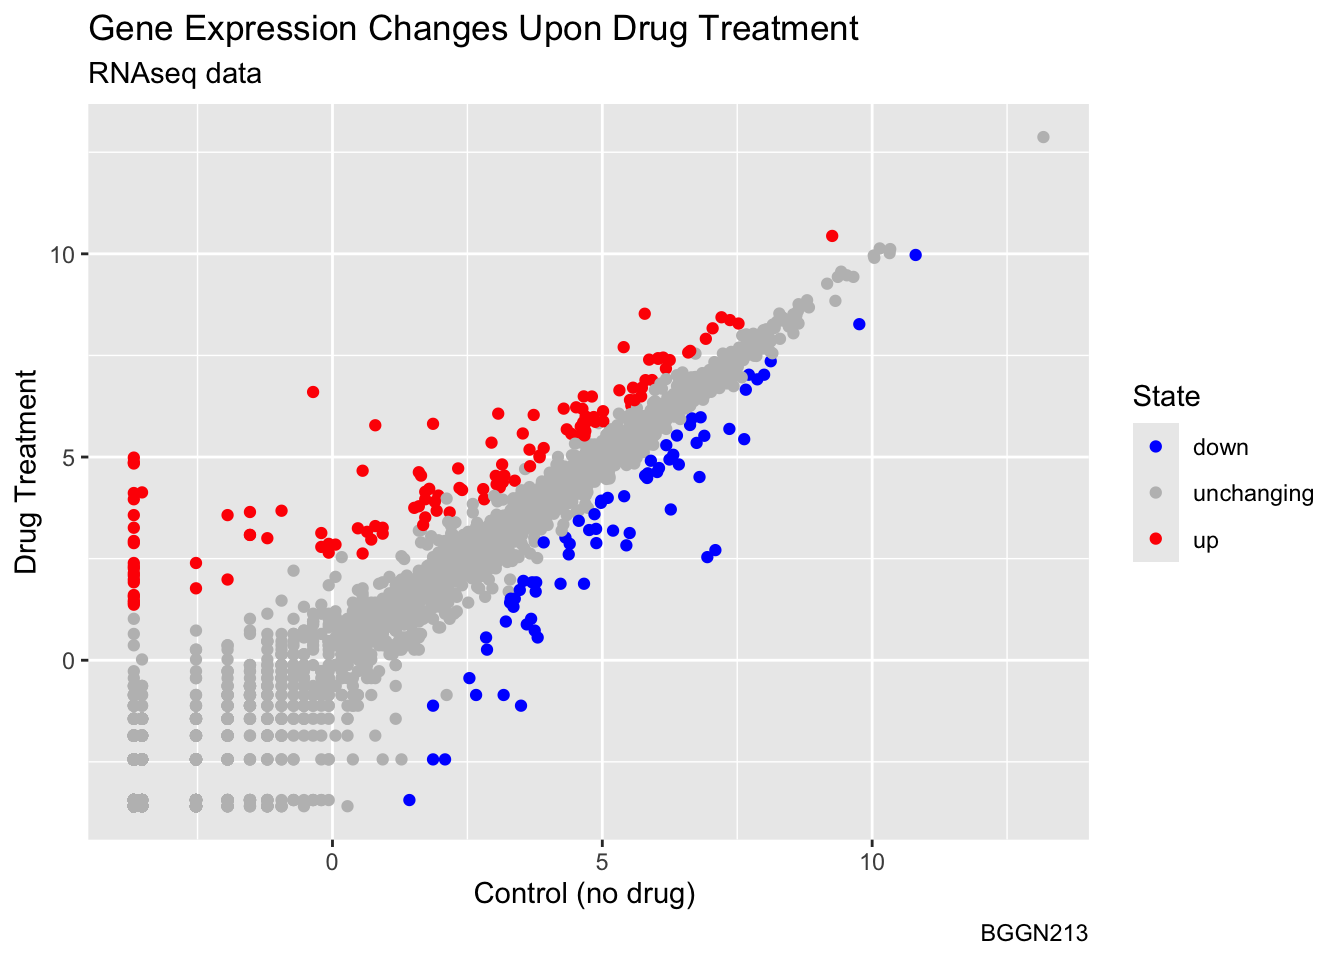 Gene Expression Changes Upon Drug Treatment
RNAseq data
Drug Treatment
10
5
0
0 5 10
Control (no drug)
State
down
unchanging
up
BGGN213